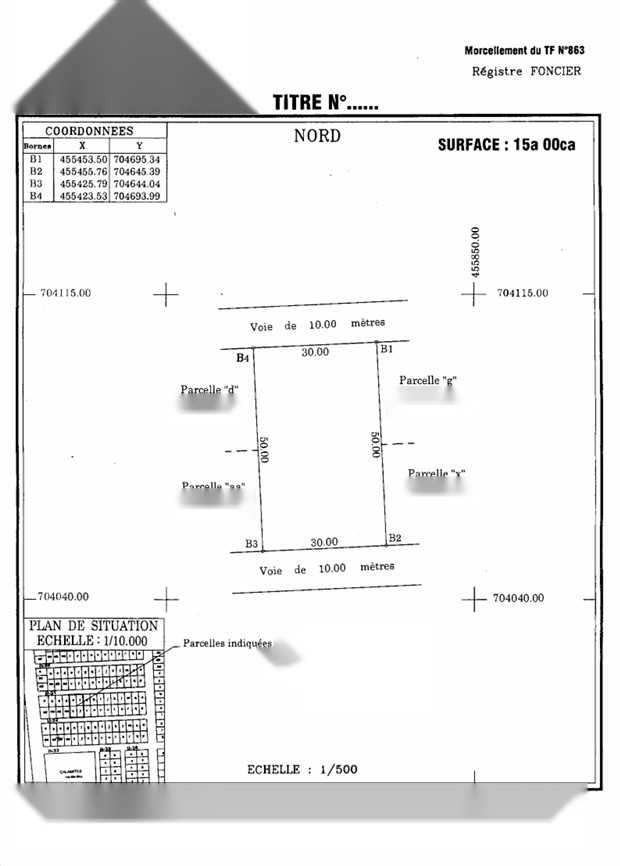 Morcellement du TF N°863
Régistre FONCIER
TITRE N°......
COORDONNEES
Bornes X Y
B1 455453.50 704695.34
B2 455455.76 704645.39
B3 455425.79 704644.04
B4 455423.53 704693.99
NORD
SURFACE : 15a 00ca
455850.00
704115.00
704115.00
Voie de 10.00 mètres
B4
30.00
B1
Parcelle "d"
Parcelle "g"
50.00
50.00
Parcelle "aa"
Parcelle "x"
B3
30.00
B2
Voie de 10.00 mètres
704040.00
704040.00
PLAN DE SITUATION
ECHELLE : 1/10.000
Parcelles indiquées
ECHELLE : 1/500